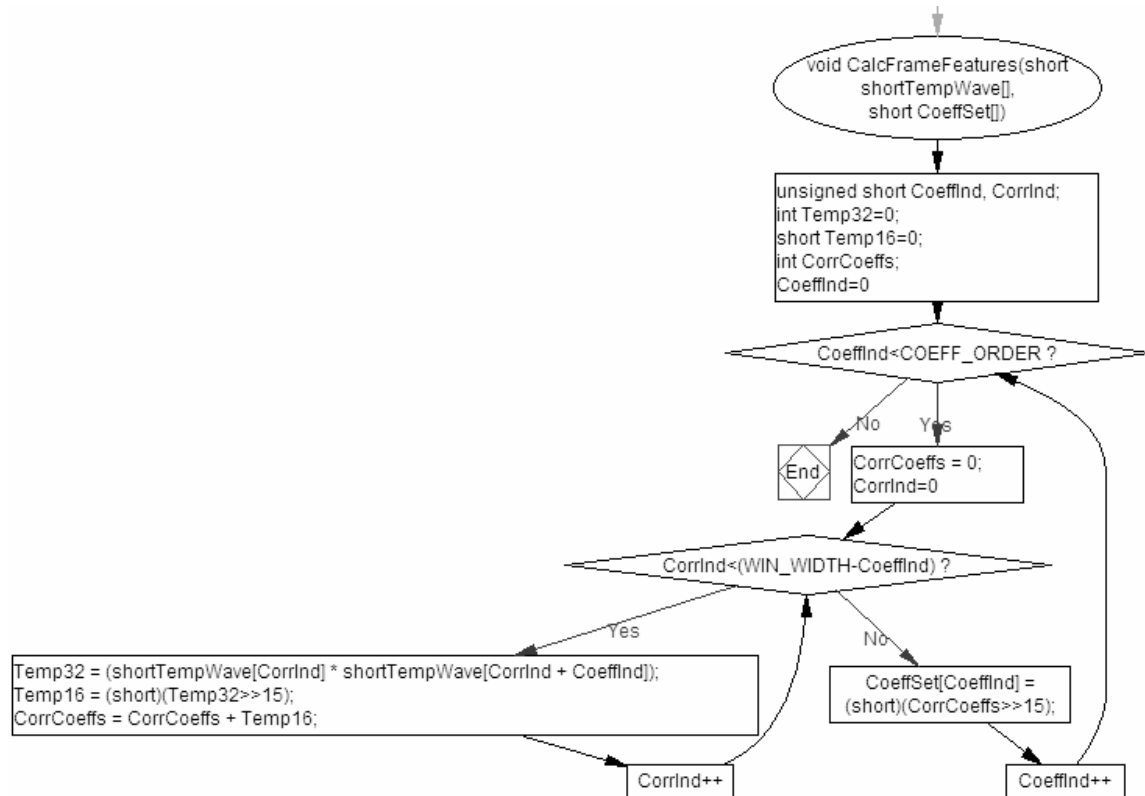 void CalcFrameFeatures(short
shortTempWave[],
short CoeffSet[])
unsigned short CoeffInd, CorrInd;
int Temp32=0;
short Temp16=0;
int CorrCoeffs;
CoeffInd=0
CoeffInd<COEFF_ORDER ?
No
Yes
End
CorrCoeffs = 0;
CorrInd=0
CorrInd<(WIN_WIDTH-CoeffInd) ?
Yes
No
Temp32 = (shortTempWave[CorrInd] * shortTempWave[CorrInd + CoeffInd]);
Temp16 = (short)(Temp32>>15);
CorrCoeffs = CorrCoeffs + Temp16;
CoeffSet[CoeffInd] =
(short)(CorrCoeffs>>15);
CorrInd++
CoeffInd++